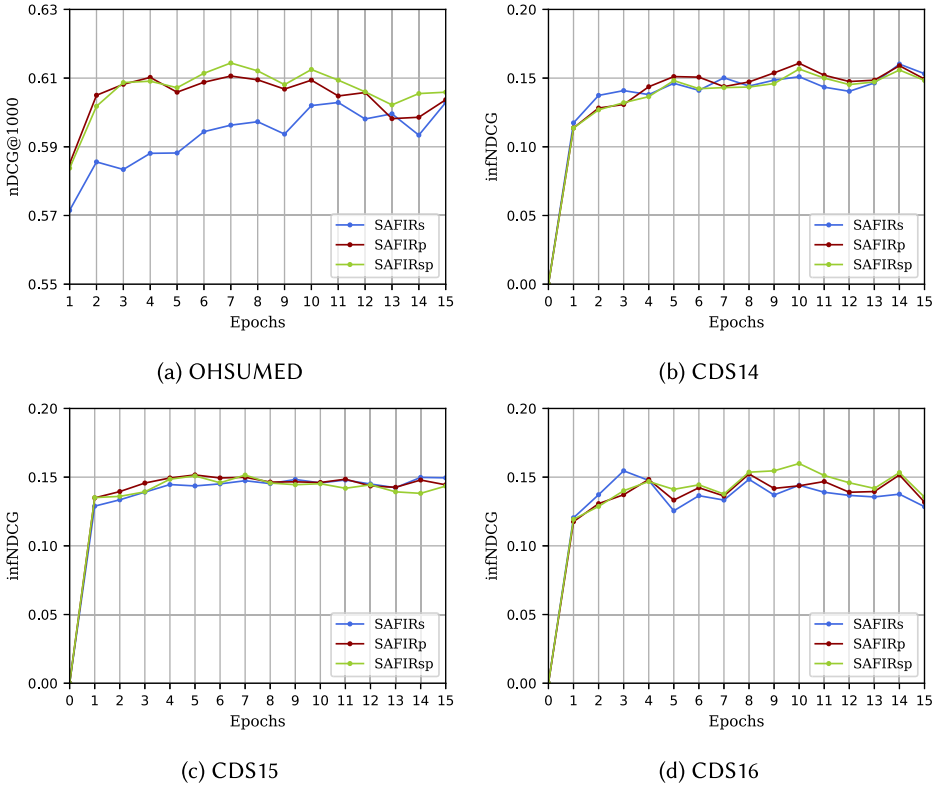 0.63
0.61
0.59
0.57
0.55
nDCG@1000
1 2 3 4 5 6 7 8 9 10 11 12 13 14 15
Epochs
SAFIRs
SAFIRp
SAFIRsp
(a) OHSUMED
0.20
0.15
0.10
0.05
0.00
infNDCG
0 1 2 3 4 5 6 7 8 9 10 11 12 13 14 15
Epochs
SAFIRs
SAFIRp
SAFIRsp
(b) CDS14
0.20
0.15
0.10
0.05
0.00
infNDCG
0 1 2 3 4 5 6 7 8 9 10 11 12 13 14 15
Epochs
SAFIRs
SAFIRp
SAFIRsp
(c) CDS15
0.20
0.15
0.10
0.05
0.00
infNDCG
0 1 2 3 4 5 6 7 8 9 10 11 12 13 14 15
Epochs
SAFIRs
SAFIRp
SAFIRsp
(d) CDS16